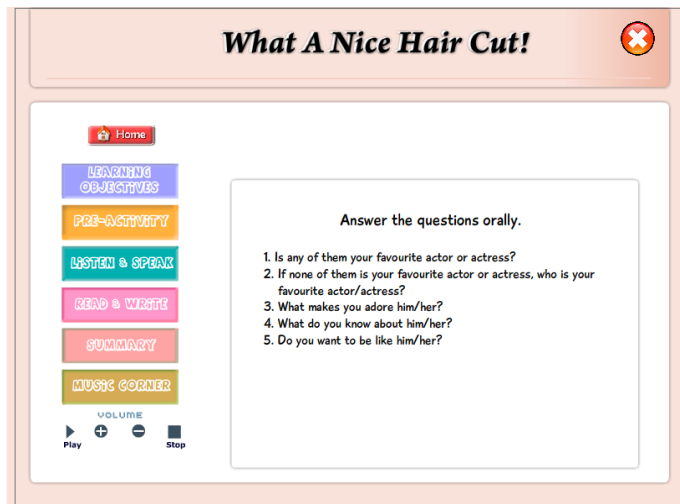 What A Nice Hair Cut!
Home
LEARNING
OBJECTIVES
PRE-ACTIVITY
LISTEN & SPEAK
READ & WRITE
SUMMARY
MUSIC CORNER
VOLUME
Play
Stop
Answer the questions orally.
1. Is any of them your favourite actor or actress?
2. If none of them is your favourite actor or actress, who is your
favourite actor/actress?
3. What makes you adore him/her?
4. What do you know about him/her?
5. Do you want to be like him/her?